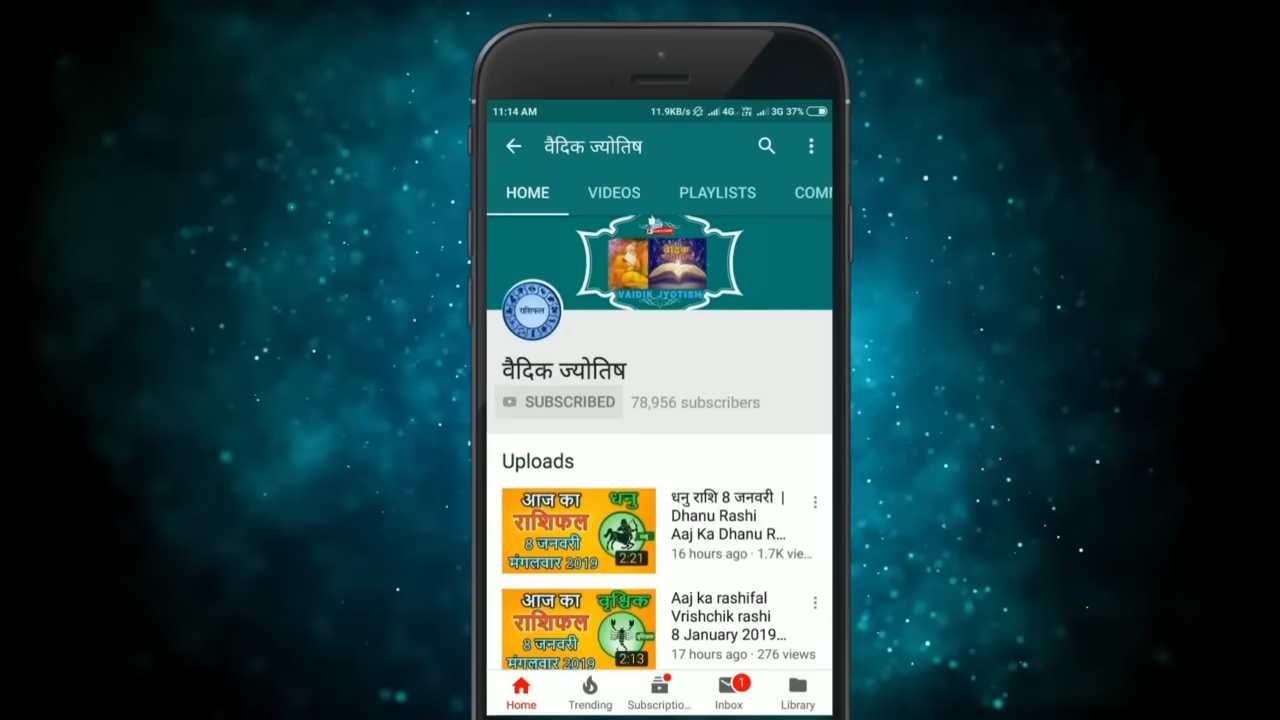 11:14 AM 11.9KB/s 4G VoLTE 3G 37%
वैदिक ज्योतिष
HOME VIDEOS PLAYLISTS COMM
वैदिक
VAIDIK JYOTISH
राशिफल
वैदिक ज्योतिष
SUBSCRIBED 78,956 subscribers
Uploads
आज का धनु
राशिफल
8 जनवरी
मंगलवार 2019
2:21
धनु राशि 8 जनवरी |
Dhanu Rashi
Aaj Ka Dhanu R...
16 hours ago · 1.7K vie...
आज का वृश्चिक
राशिफल
8 जनवरी
मंगलवार 2019
2:13
Aaj ka rashifal
Vrishchik rashi
8 January 2019...
17 hours ago · 276 views
1
Home Trending Subscriptio... Inbox Library